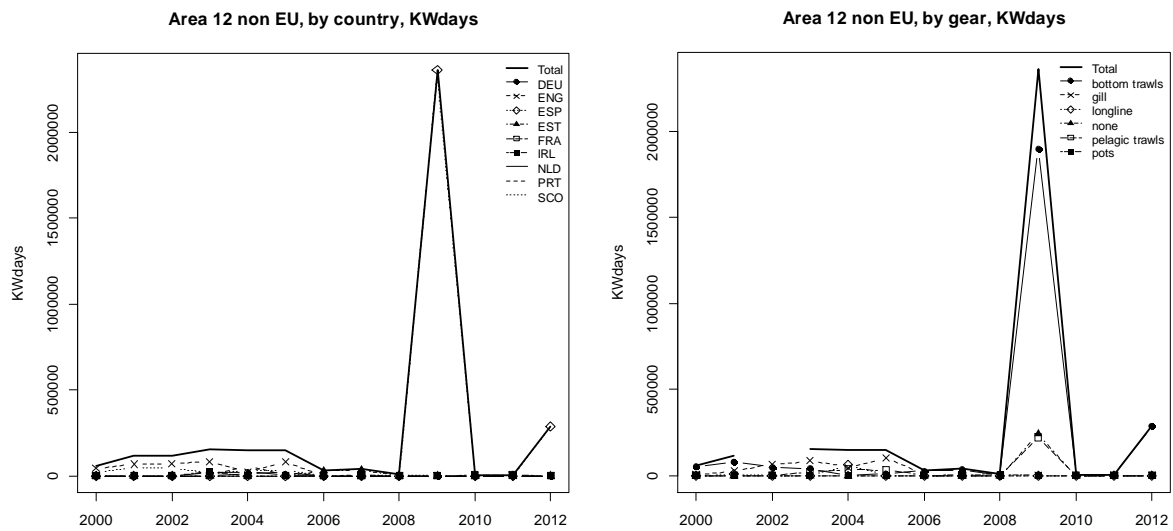 Area 12 non EU, by country, KWdays
KWdays
2000000
1500000
1000000
500000
0
2000 2002 2004 2006 2008 2010 2012
Total
DEU
ENG
ESP
EST
FRA
IRL
NLD
PRT
SCO
Area 12 non EU, by gear, KWdays
KWdays
2000000
1500000
1000000
500000
0
2000 2002 2004 2006 2008 2010 2012
Total
bottom trawls
gill
longline
none
pelagic trawls
pots